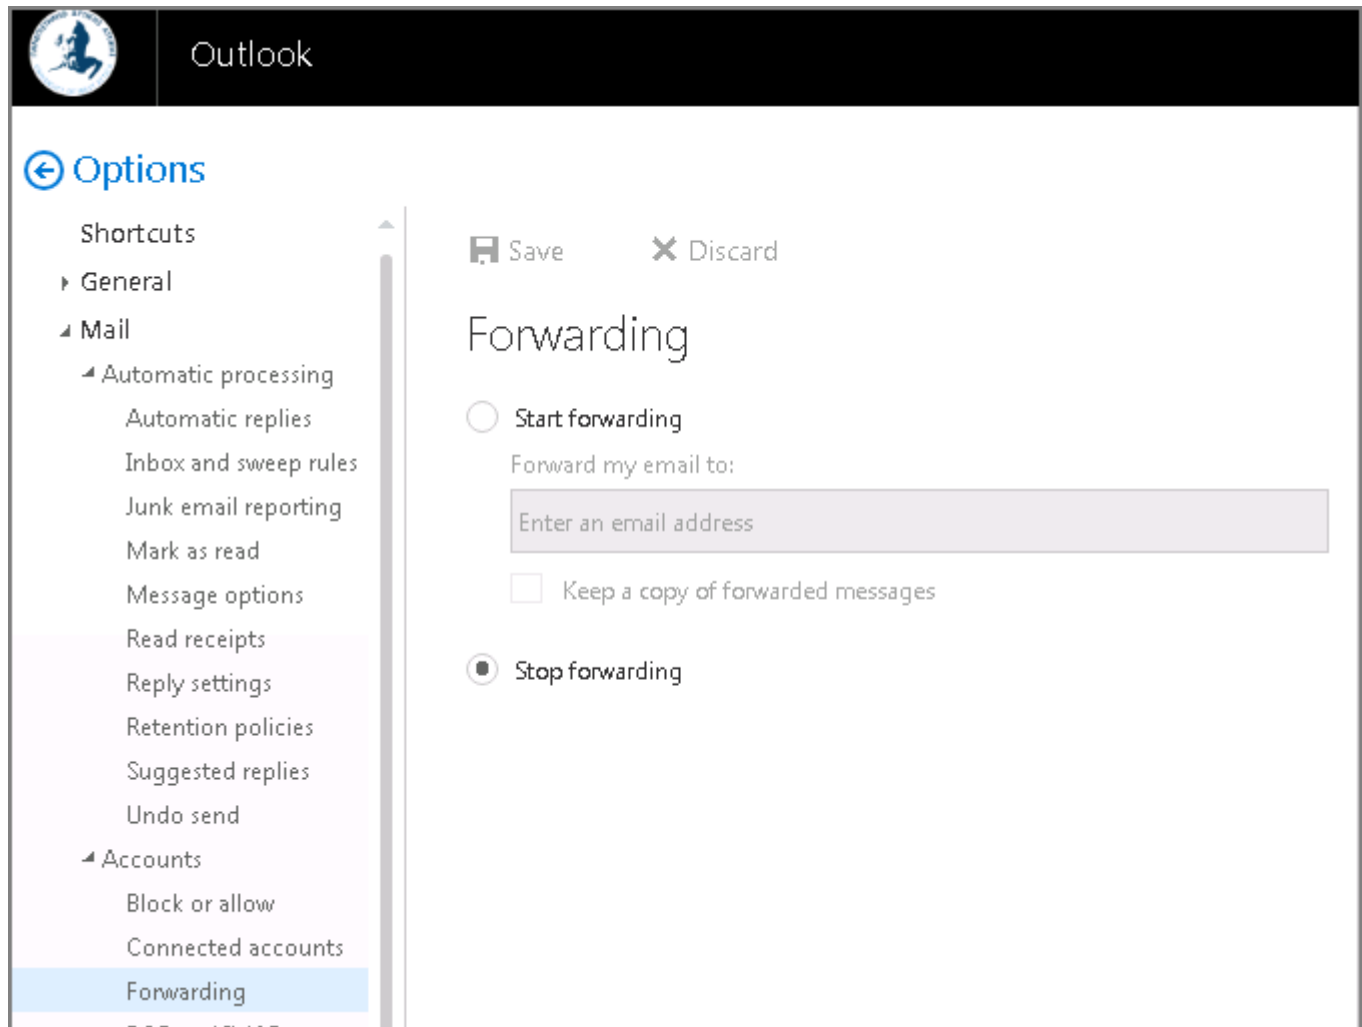 Outlook
Options
Shortcuts
General
Mail
Automatic processing
Automatic replies
Inbox and sweep rules
Junk email reporting
Mark as read
Message options
Read receipts
Reply settings
Retention policies
Suggested replies
Undo send
Accounts
Block or allow
Connected accounts
Forwarding
Save
Discard
Forwarding
Start forwarding
Forward my email to:
Enter an email address
Keep a copy of forwarded messages
Stop forwarding